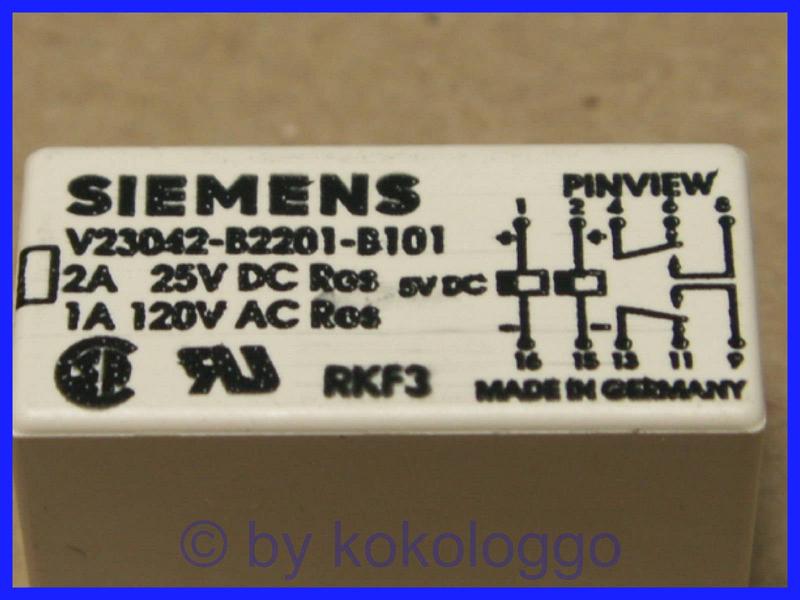 SIEMENS
V23042-B2201-B101
2A 25V DC Res
1A 120V AC Res
RKF3
PINVIEW
1 2 4 6 8
+ +
5V DC
- -
16 15 13 11 9
MADE IN GERMANY
© by kokologgo